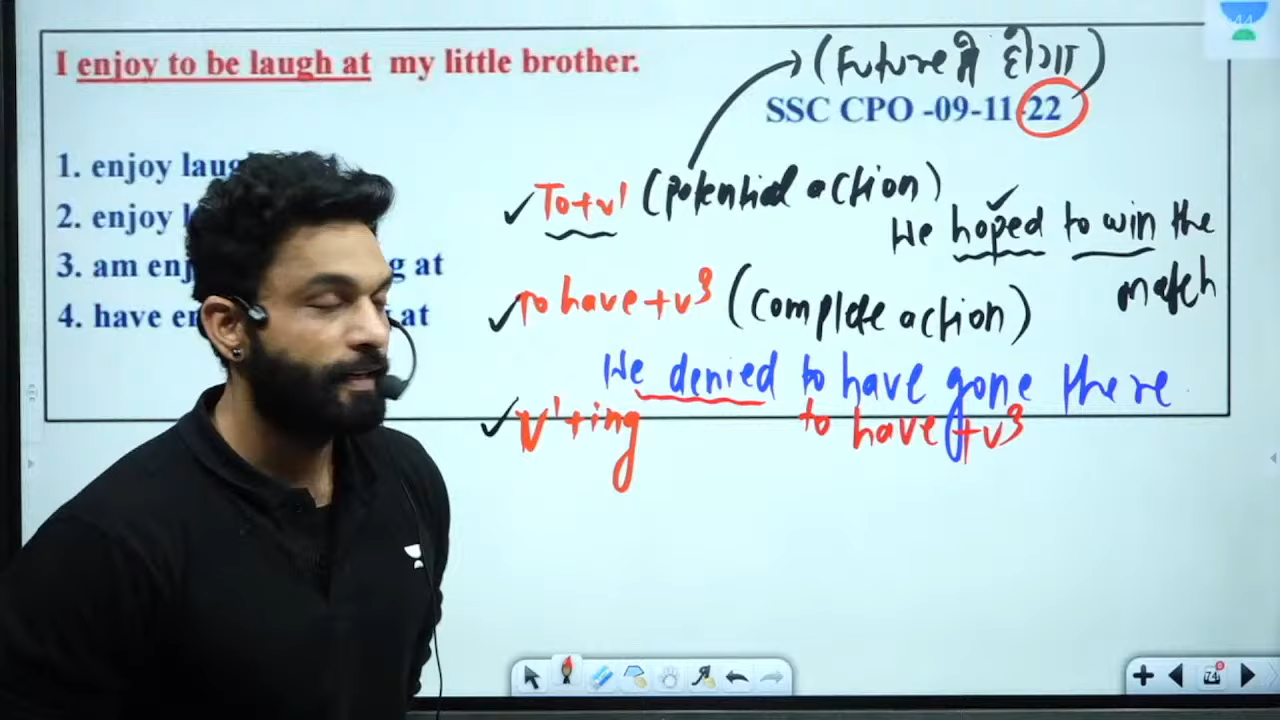 I enjoy to be laugh at my little brother.
(Future में होगा)
SSC CPO -09-11-22
1. enjoy laug
2. enjoy
3. am enj g at
4. have en at
To+v¹ (potential action)
We hoped to win the
match
To have+v³ (complete action)
We denied to have gone there
to have +v³
v¹+ing
74